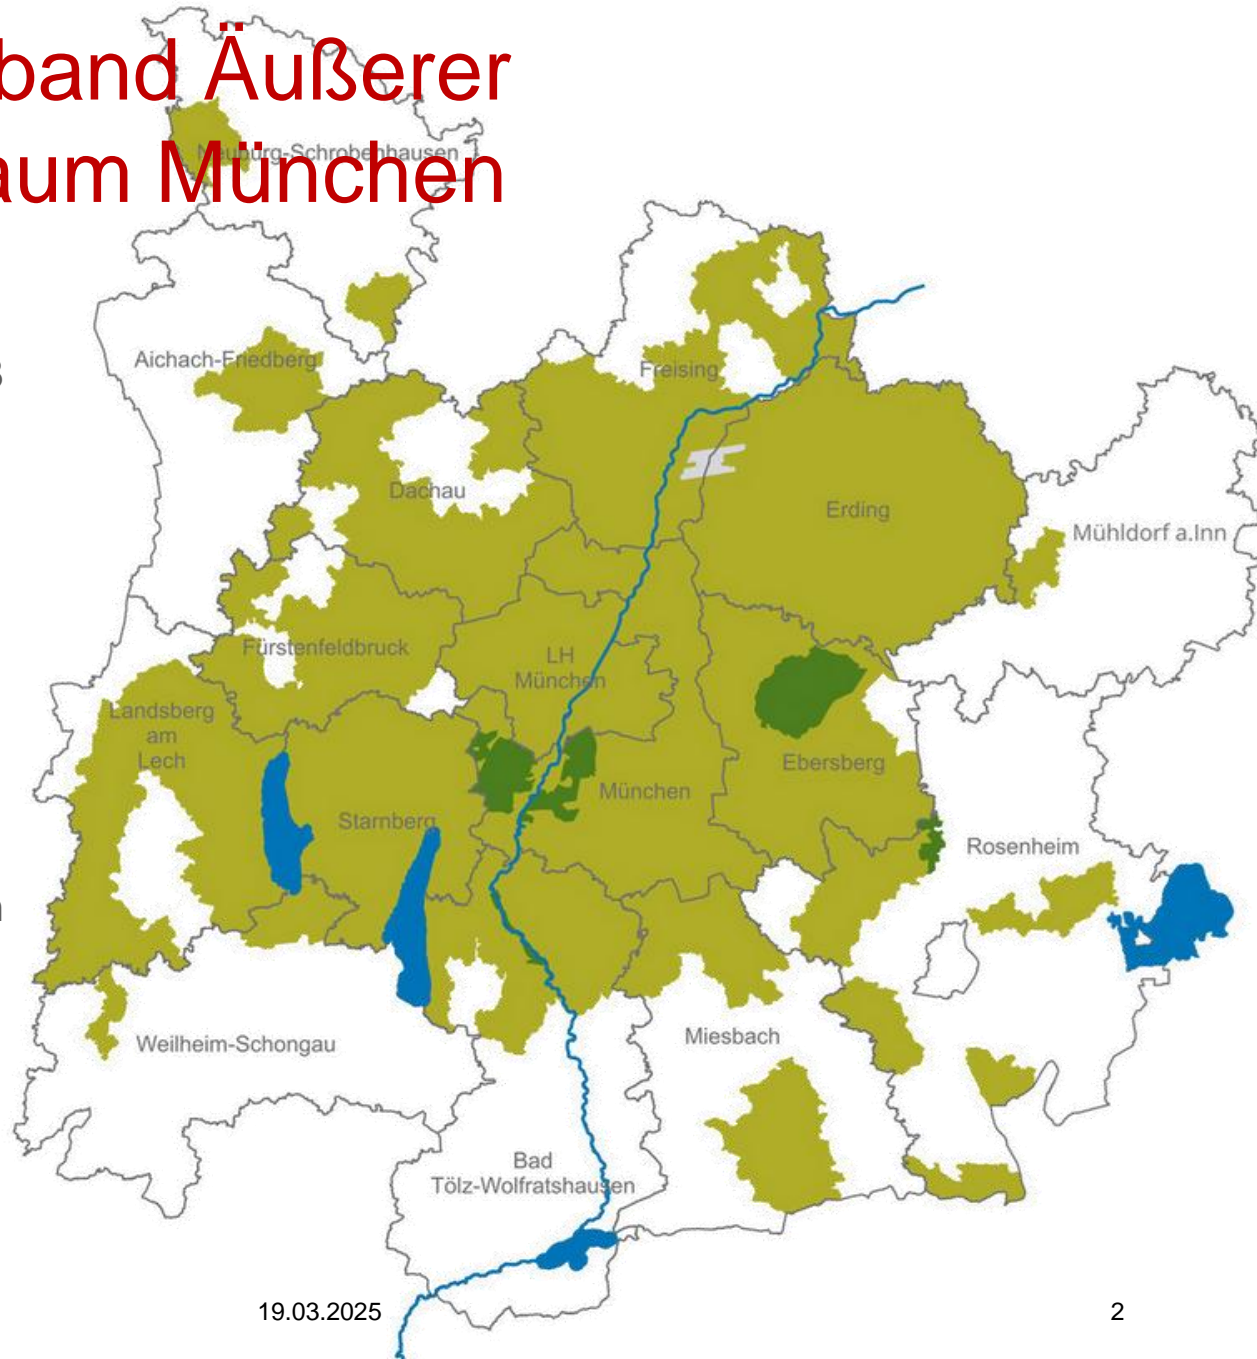 band Äußerer
aum München
Neuburg-Schrobenhausen
Aichach-Friedberg
Freising
Dachau
Erding
Mühldorf a.Inn
Fürstenfeldbruck
LH
München
Landsberg
am
Lech
Ebersberg
München
Starnberg
Rosenheim
Weilheim-Schongau
Miesbach
Bad
Tölz-Wolfratshausen
19.03.2025
2